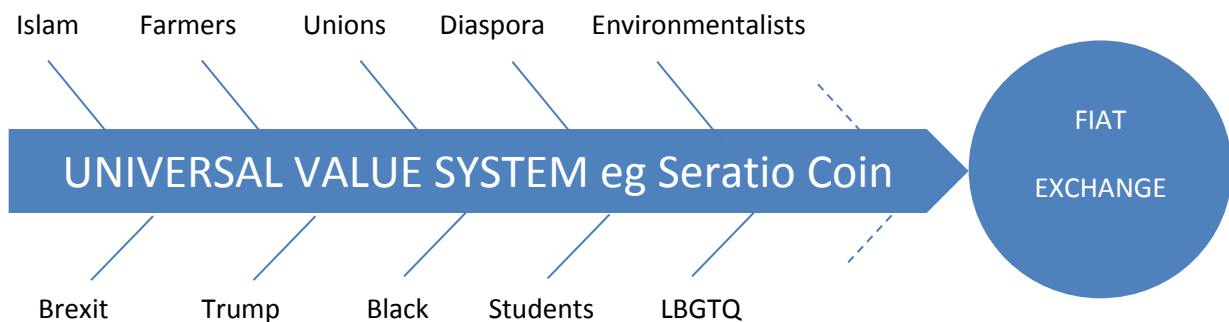 Islam Farmers Unions Diaspora Environmentalists
UNIVERSAL VALUE SYSTEM eg Seratio Coin
FIAT
EXCHANGE
Brexit Trump Black Students LBGTQ